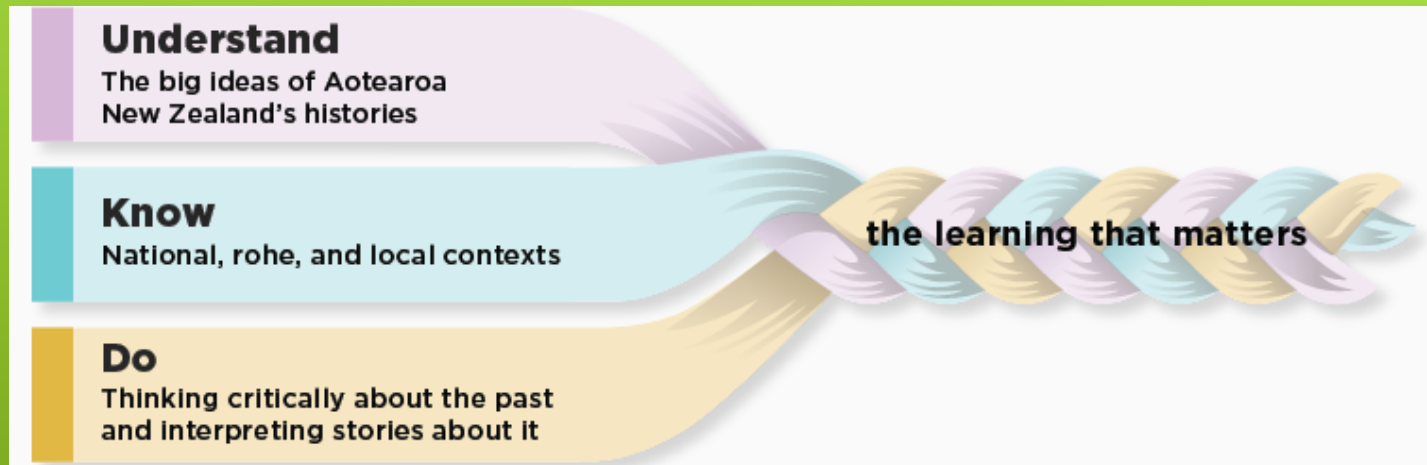 Understand
The big ideas of Aotearoa
New Zealand’s histories
Know
National, rohe, and local contexts
Do
Thinking critically about the past
and interpreting stories about it
the learning that matters